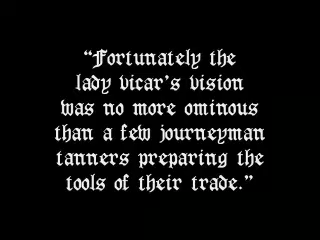 “Fortunately the
lady vicar's vision
was no more ominous
than a few journeyman
tanners preparing the
tools of their trade.”